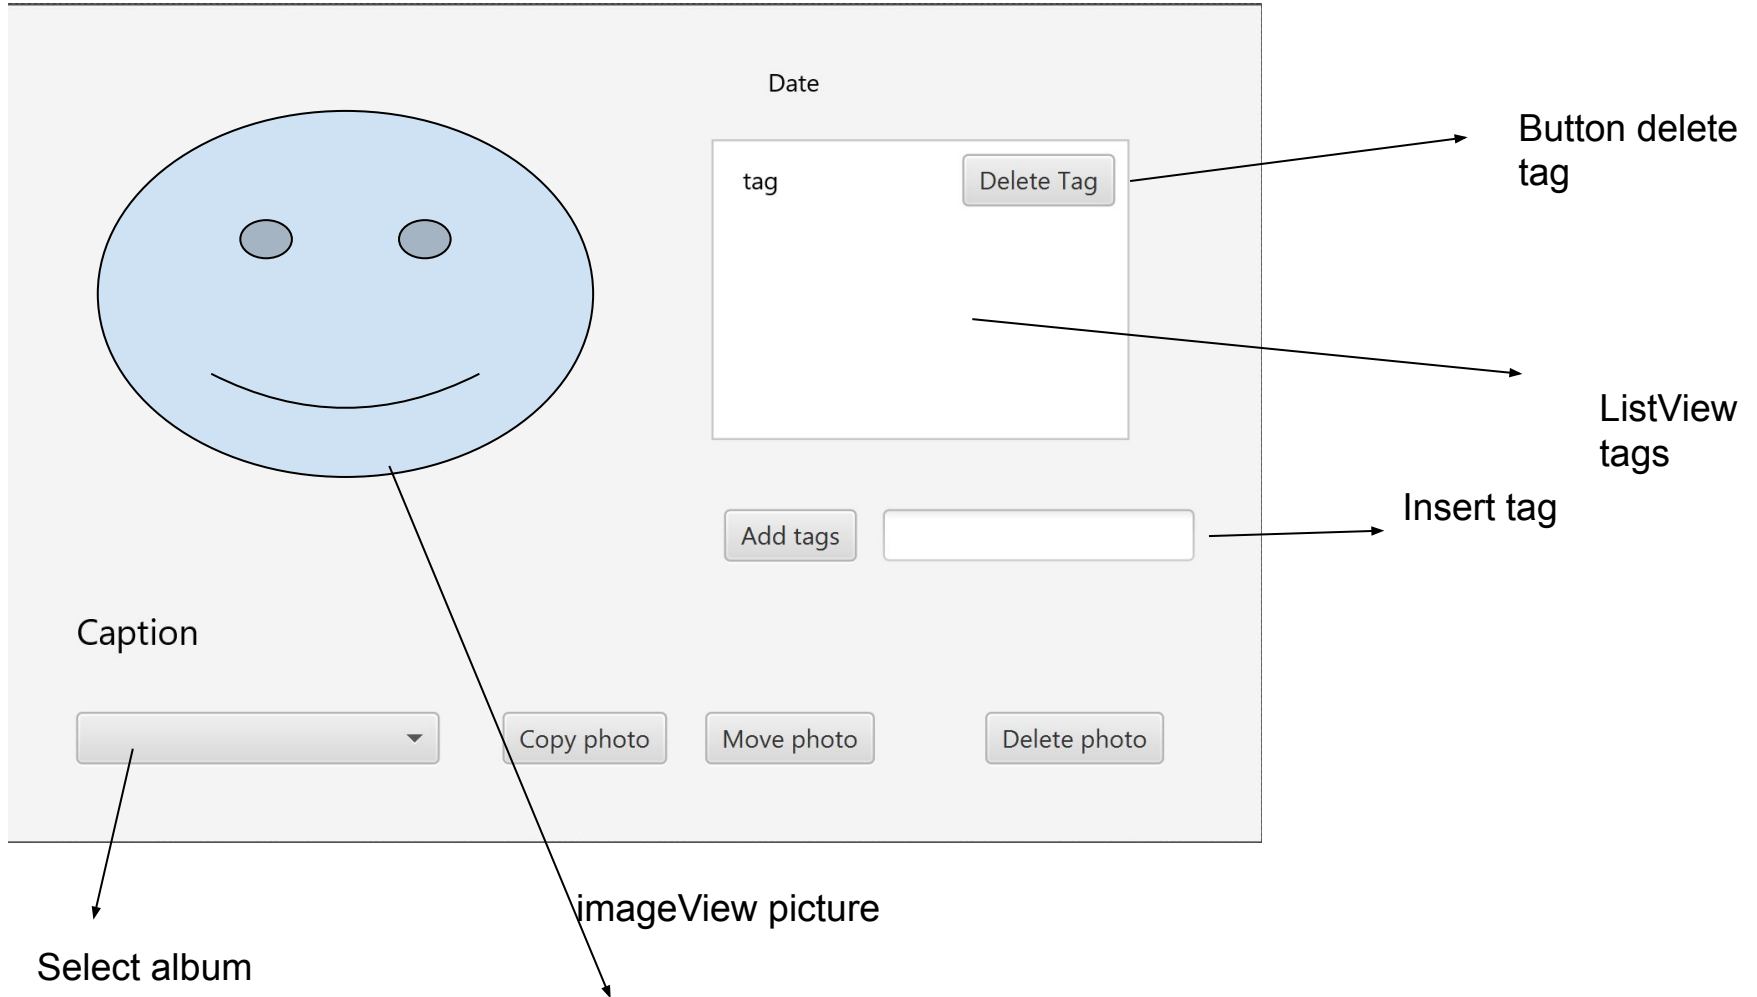 Date
Button delete
tag
tag
Delete Tag
ListView
tags
Insert tag
Add tags
Caption
Copy photo
Move photo
Delete photo
imageView picture
Select album